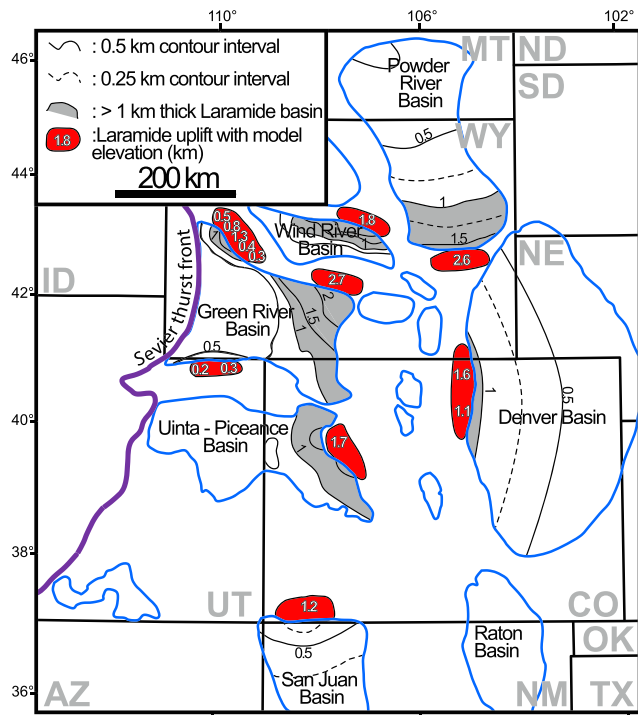 110°
106°
102°
46°
44°
42°
40°
38°
36°
: 0.5 km contour interval
: 0.25 km contour interval
: > 1 km thick Laramide basin
1.8
:Laramide uplift with model
elevation (km)
200 km
MT
ND
SD
WY
ID
NE
UT
CO
OK
AZ
NM
TX
Powder
River
Basin
0.5
1
1.5
1.8
2.6
0.5
0.8
1.3
0.4
0.3
1
Wind River
Basin
1
2.7
2
1.5
1
Green River
Basin
Sevier thurst front
0.5
0.2
0.3
1.6
1.1
1
0.5
Denver Basin
Uinta - Piceance
Basin
1
1.7
1.2
0.5
San Juan
Basin
Raton
Basin